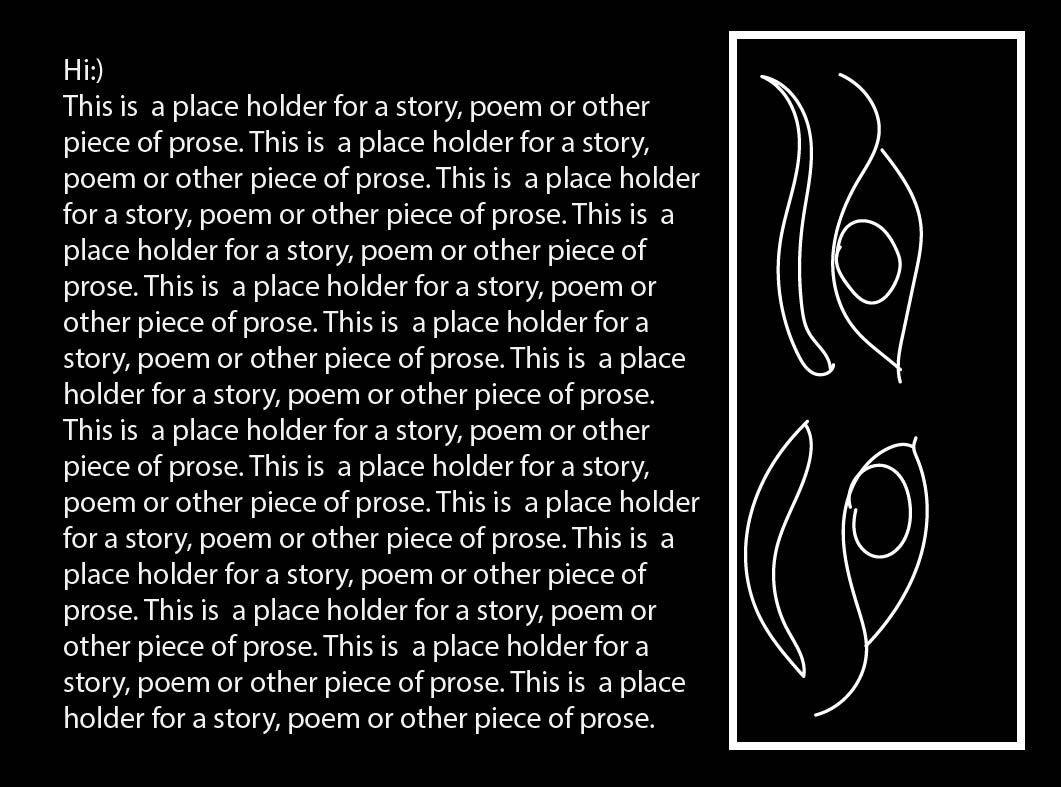 Hi:)
This is  a place holder for a story, poem or other
piece of prose. This is  a place holder for a story,
poem or other piece of prose. This is  a place holder
for a story, poem or other piece of prose. This is  a
place holder for a story, poem or other piece of
prose. This is  a place holder for a story, poem or
other piece of prose. This is  a place holder for a
story, poem or other piece of prose. This is  a place
holder for a story, poem or other piece of prose.
This is  a place holder for a story, poem or other
piece of prose. This is  a place holder for a story,
poem or other piece of prose. This is  a place holder
for a story, poem or other piece of prose. This is  a
place holder for a story, poem or other piece of
prose. This is  a place holder for a story, poem or
other piece of prose. This is  a place holder for a
story, poem or other piece of prose. This is  a place
holder for a story, poem or other piece of prose.